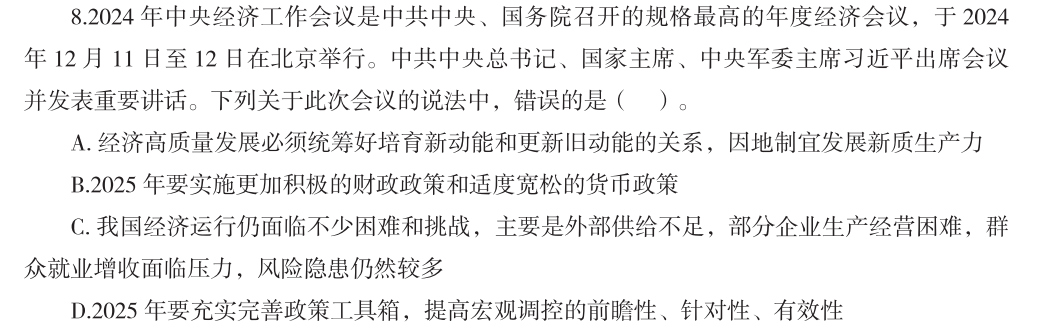 8.2024 年中央经济工作会议是中共中央、国务院召开的规格最高的年度经济会议，于 2024
年 12 月 11 日至 12 日在北京举行。中共中央总书记、国家主席、中央军委主席习近平出席会议
并发表重要讲话。下列关于此次会议的说法中，错误的是（　）。
A. 经济高质量发展必须统筹好培育新动能和更新旧动能的关系，因地制宜发展新质生产力
B.2025 年要实施更加积极的财政政策和适度宽松的货币政策
C. 我国经济运行仍面临不少困难和挑战，主要是外部供给不足，部分企业生产经营困难，群
众就业增收面临压力，风险隐患仍然较多
D.2025 年要充实完善政策工具箱，提高宏观调控的前瞻性、针对性、有效性